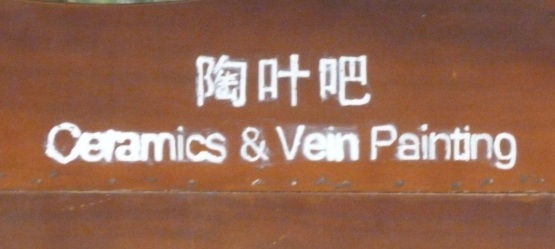 陶叶吧
Ceramics & Vein Painting